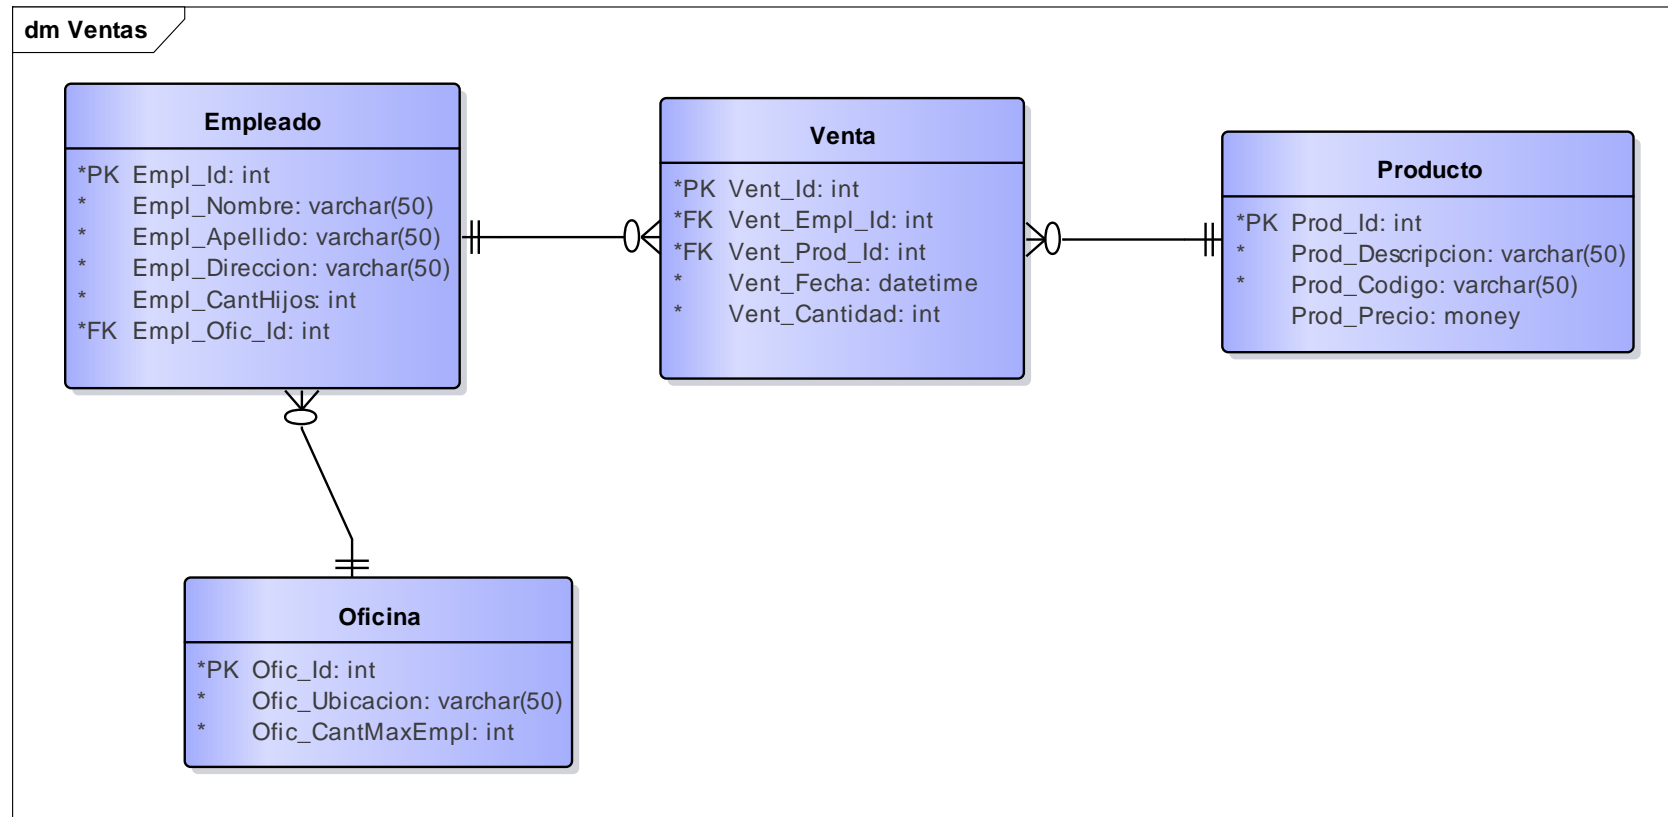 dm Ventas
Empleado
*PK Empl_Id: int
* Empl_Nombre: varchar(50)
* Empl_Apellido: varchar(50)
* Empl_Direccion: varchar(50)
* Empl_CantHijos: int
*FK Empl_Ofic_Id: int
Venta
*PK Vent_Id: int
*FK Vent_Empl_Id: int
*FK Vent_Prod_Id: int
* Vent_Fecha: datetime
* Vent_Cantidad: int
Producto
*PK Prod_Id: int
* Prod_Descripcion: varchar(50)
* Prod_Codigo: varchar(50)
Prod_Precio: money
Oficina
*PK Ofic_Id: int
* Ofic_Ubicacion: varchar(50)
* Ofic_CantMaxEmpl: int